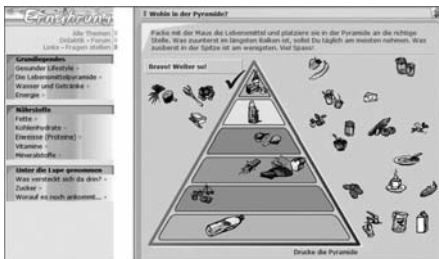 Ernährung
Alle Themen
Didaktik - Forum
Links - Fragen stellen
Grundlegendes
Gesunder Lifestyle
Die Lebensmittelpyramide
Wasser und Getränke
Energie
Nährstoffe
Fette
Kohlenhydrate
Eiweisse (Proteine)
Vitamine
Mineralstoffe
Unter die Lupe genommen
Was versteckt sich da drin?
Zucker
Worauf es noch ankommt...
Wohin in der Pyramide?
Packe mit der Maus die Lebensmittel und platziere sie in der Pyramide an die richtige
Stelle. Was zuunterst im längsten Balken ist, sollst Du täglich am meisten nehmen. Was
zuoberst in der Spitze ist am wenigsten. Viel Spass!
Bravo! Weiter so!
Drucke die Pyramide